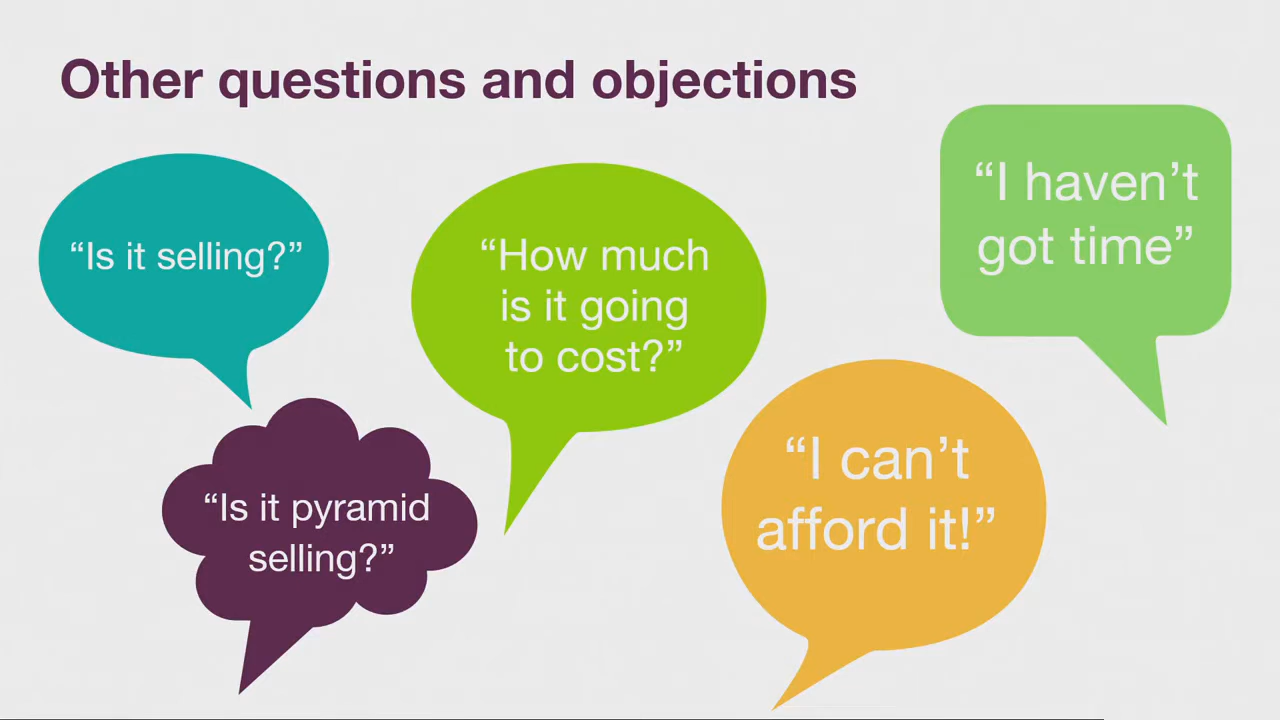 Other questions and objections
“Is it selling?”
“How much
is it going
to cost?”
“I haven’t
got time”
“Is it pyramid
selling?”
“I can’t
afford it!”